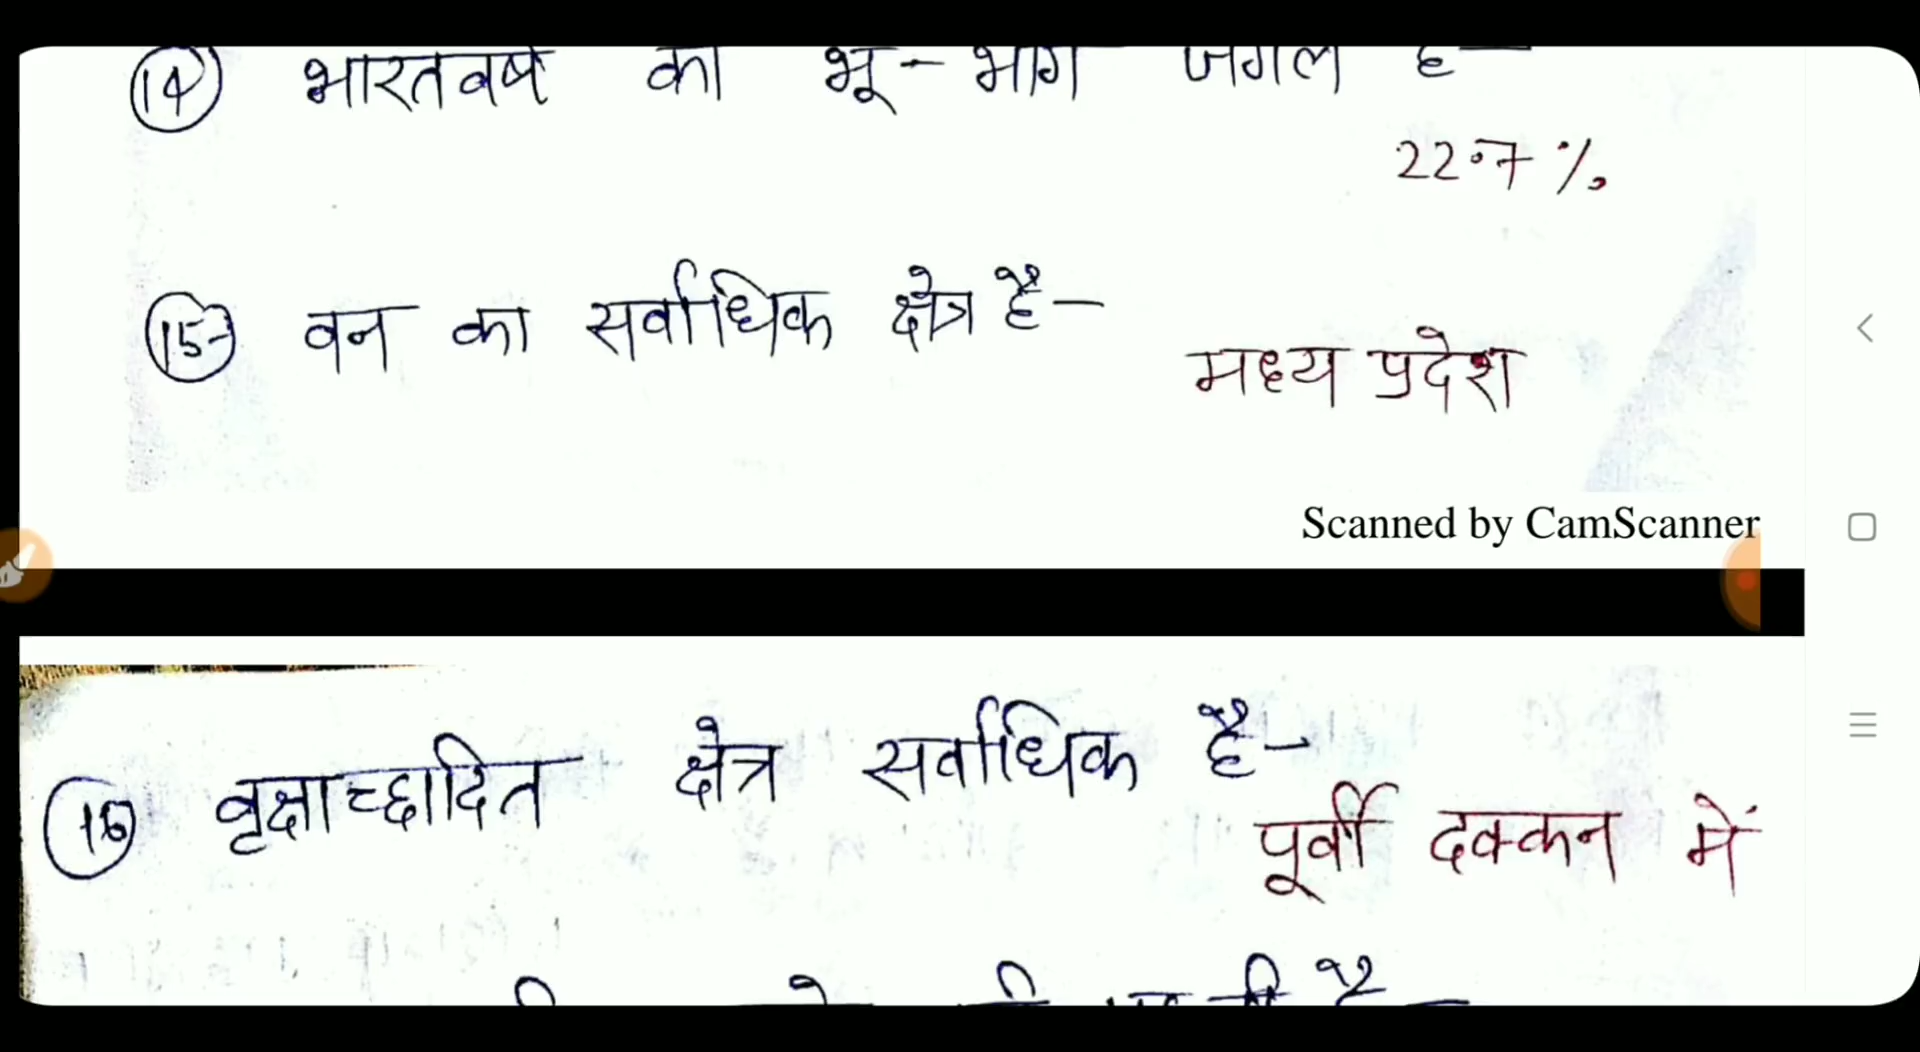 (14) भारतवर्ष का भू-भाग जंगल है-
22.7 %
(15) वन का सर्वाधिक क्षेत्र है-
मध्य प्रदेश
Scanned by CamScanner
(16) वृक्षाच्छादित क्षेत्र सर्वाधिक है-
पूर्वी दक्कन में